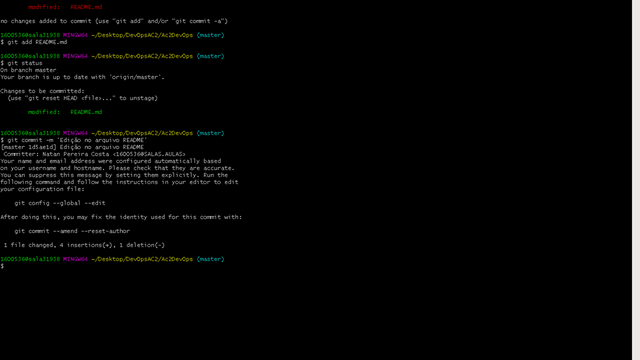 modified:   README.md
no changes added to commit (use "git add" and/or "git commit -a")
1600536@sala31938 MINGW64 ~/Desktop/DevOpsAC2/Ac2DevOps (master)
$ git add README.md
1600536@sala31938 MINGW64 ~/Desktop/DevOpsAC2/Ac2DevOps (master)
$ git status
On branch master
Your branch is up to date with 'origin/master'.
Changes to be committed:
(use "git reset HEAD <file>..." to unstage)
modified:   README.md
1600536@sala31938 MINGW64 ~/Desktop/DevOpsAC2/Ac2DevOps (master)
$ git commit -m 'Edição no arquivo README'
[master 1d5ae1d] Edição no arquivo README
Committer: Natan Pereira Costa <1600536@SALAS.AULAS>
Your name and email address were configured automatically based
on your username and hostname. Please check that they are accurate.
You can suppress this message by setting them explicitly. Run the
following command and follow the instructions in your editor to edit
your configuration file:
git config --global --edit
After doing this, you may fix the identity used for this commit with:
git commit --amend --reset-author
1 file changed, 4 insertions(+), 1 deletion(-)
1600536@sala31938 MINGW64 ~/Desktop/DevOpsAC2/Ac2DevOps (master)
$